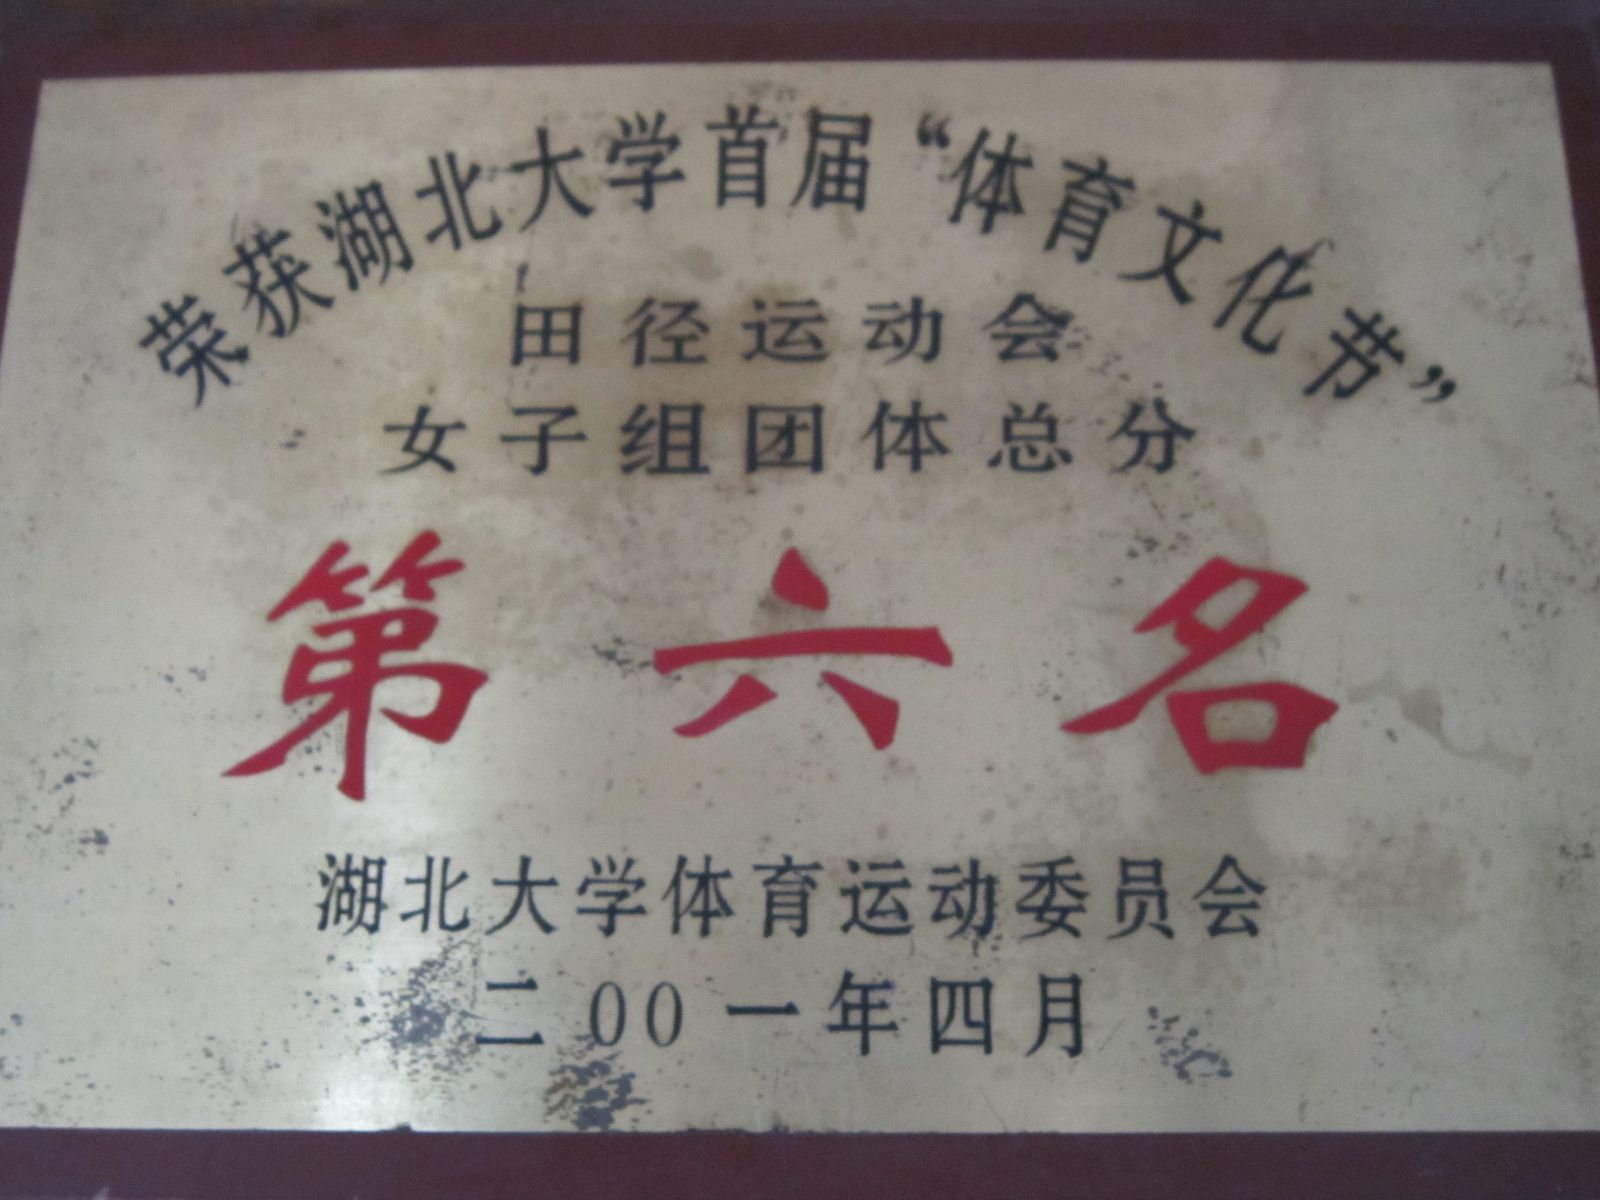 荣获湖北大学首届“体育文化节”
田径运动会
女子组团体总分
第六名
湖北大学体育运动委员会
二00一年四月